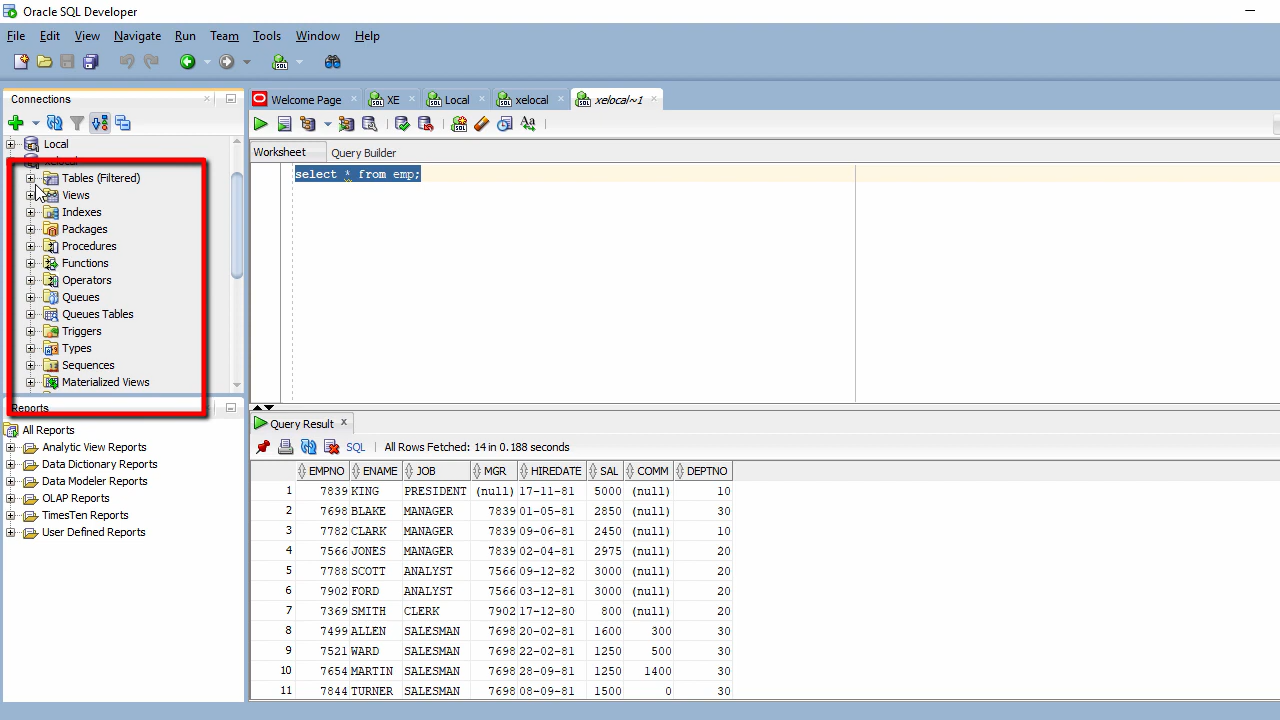 Oracle SQL Developer
File Edit View Navigate Run Team Tools Window Help
Connections
Welcome Page XE Local xelocal xelocal~1
Worksheet Query Builder
Local
xelocal
Tables (Filtered)
Views
Indexes
Packages
Procedures
Functions
Operators
Queues
Queues Tables
Triggers
Types
Sequences
Materialized Views
select * from emp;
Reports
All Reports
Analytic View Reports
Data Dictionary Reports
Data Modeler Reports
OLAP Reports
TimesTen Reports
User Defined Reports
Query Result
SQL All Rows Fetched: 14 in 0.188 seconds
EMPNO ENAME JOB MGR HIREDATE SAL COMM DEPTNO
1 7839 KING PRESIDENT (null) 17-11-81 5000 (null) 10
2 7698 BLAKE MANAGER 7839 01-05-81 2850 (null) 30
3 7782 CLARK MANAGER 7839 09-06-81 2450 (null) 10
4 7566 JONES MANAGER 7839 02-04-81 2975 (null) 20
5 7788 SCOTT ANALYST 7566 09-12-82 3000 (null) 20
6 7902 FORD ANALYST 7566 03-12-81 3000 (null) 20
7 7369 SMITH CLERK 7902 17-12-80 800 (null) 20
8 7499 ALLEN SALESMAN 7698 20-02-81 1600 300 30
9 7521 WARD SALESMAN 7698 22-02-81 1250 500 30
10 7654 MARTIN SALESMAN 7698 28-09-81 1250 1400 30
11 7844 TURNER SALESMAN 7698 08-09-81 1500 0 30